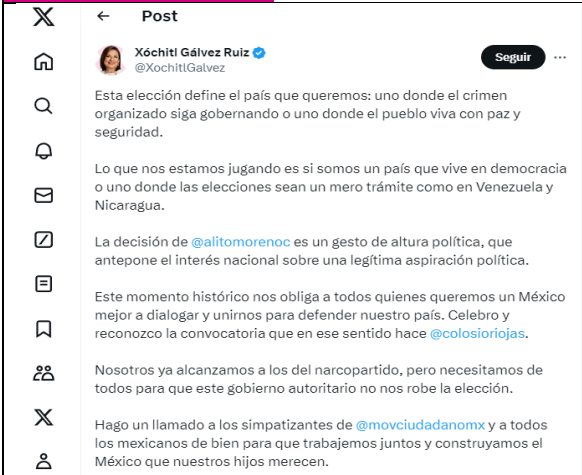 Post
Xóchitl Gálvez Ruiz
@XochitlGalvez
Seguir
Esta elección define el país que queremos: uno donde el crimen
organizado siga gobernando o uno donde el pueblo viva con paz y
seguridad.
Lo que nos estamos jugando es si somos un país que vive en democracia
o uno donde las elecciones sean un mero trámite como en Venezuela y
Nicaragua.
La decisión de @alitomorenoc es un gesto de altura política, que
antepone el interés nacional sobre una legítima aspiración política.
Este momento histórico nos obliga a todos quienes queremos un México
mejor a dialogar y unirnos para defender nuestro país. Celebro y
reconozco la convocatoria que en ese sentido hace @colosioriojas.
Nosotros ya alcanzamos a los del narcopartido, pero necesitamos de
todos para que este gobierno autoritario no nos robe la elección.
Hago un llamado a los simpatizantes de @movciudadanomx y a todos
los mexicanos de bien para que trabajemos juntos y construyamos el
México que nuestros hijos merecen.